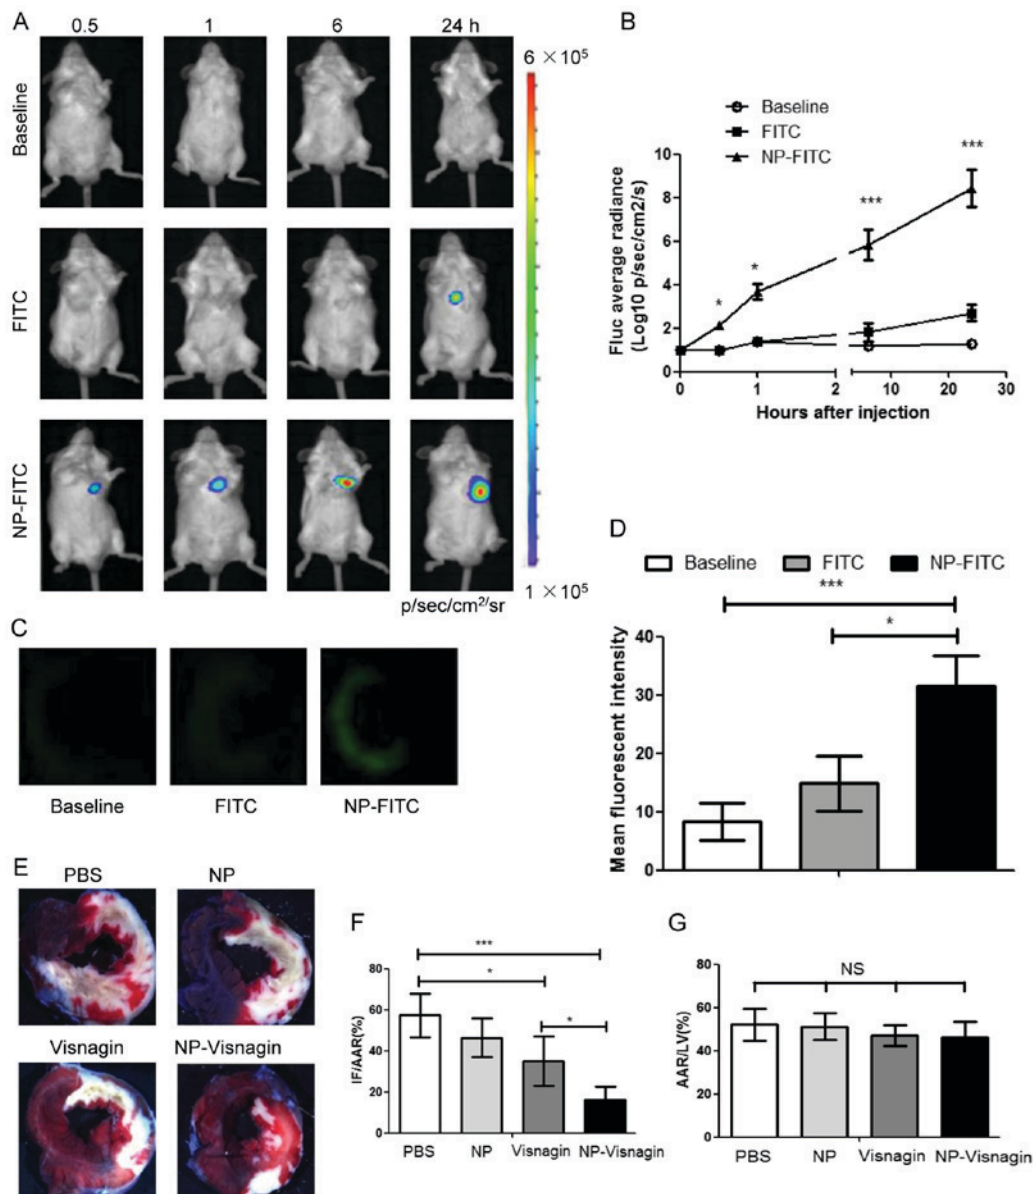 A
0.5 1 6 24 h
Baseline
FITC
NP-FITC
6 ×10⁵
1 ×10⁵
p/sec/cm²/sr
B
Baseline
FITC
NP-FITC
Fluc average radiance
(Log10 p/sec/cm2/s)
10
8
6
4
2
0
* * *** ***
0 1 2 10 20 30
Hours after injection
C
Baseline FITC NP-FITC
D
Baseline FITC NP-FITC
***
*
Mean fluorescent intensity
40
30
20
10
0
E
PBS NP
Visnagin NP-Visnagin
F
***
*
*
IF/AAR(%)
80
60
40
20
0
PBS NP Visnagin NP-Visnagin
G
NS
AAR/LV(%)
80
60
40
20
0
PBS NP Visnagin NP-Visnagin